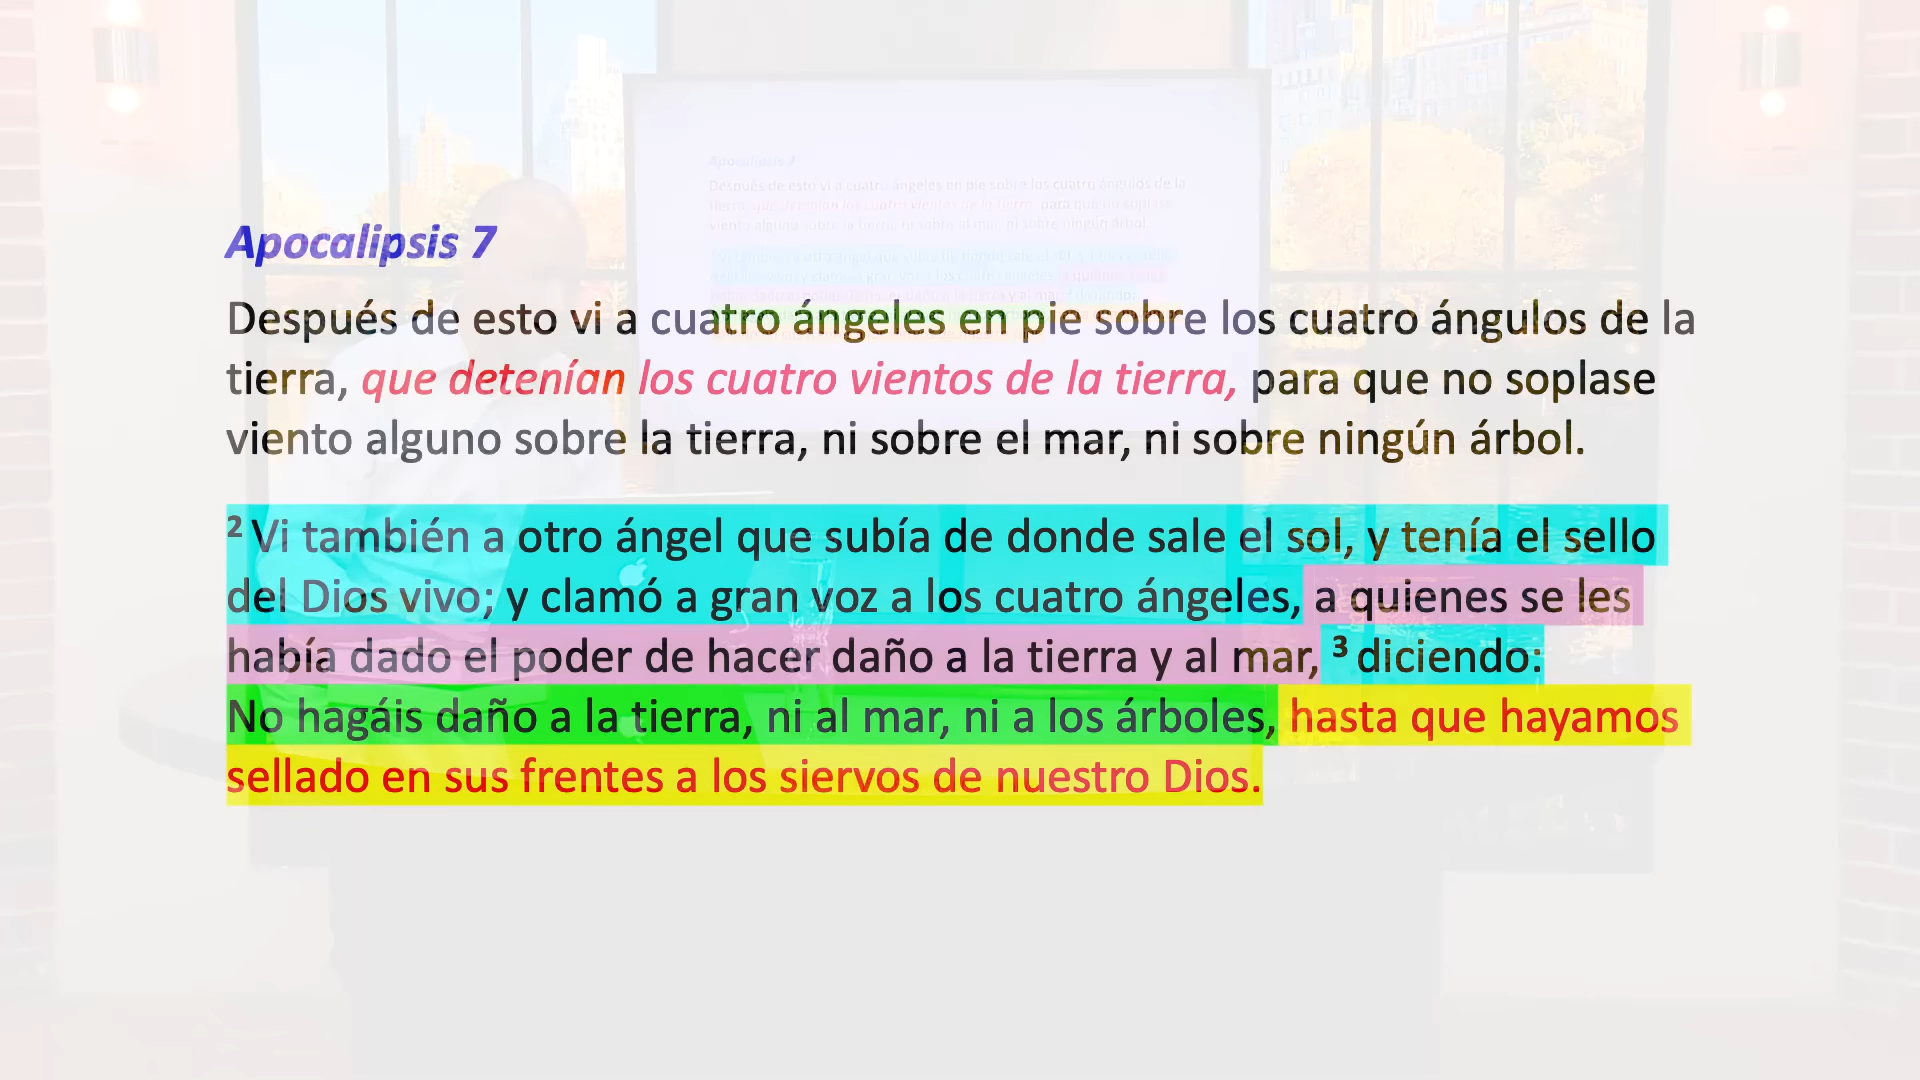 Apocalipsis 7
Después de esto vi a cuatro ángeles en pie sobre los cuatro ángulos de la
tierra, que detenían los cuatro vientos de la tierra, para que no soplase
viento alguno sobre la tierra, ni sobre el mar, ni sobre ningún árbol.
² Vi también a otro ángel que subía de donde sale el sol, y tenía el sello
del Dios vivo; y clamó a gran voz a los cuatro ángeles, a quienes se les
había dado el poder de hacer daño a la tierra y al mar, ³ diciendo:
No hagáis daño a la tierra, ni al mar, ni a los árboles, hasta que hayamos
sellado en sus frentes a los siervos de nuestro Dios.